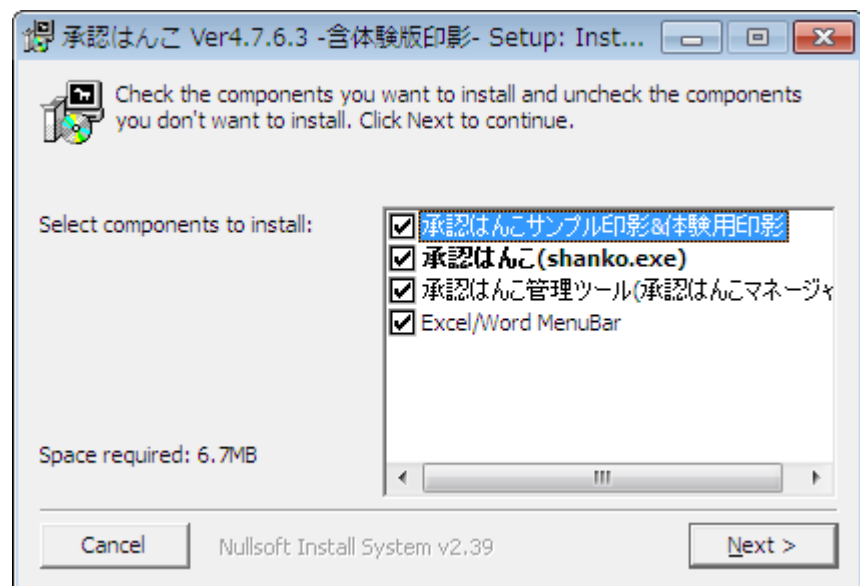 承認はんこ Ver4.7.6.3 -含体験版印影- Setup: Inst...
Check the components you want to install and uncheck the components
you don't want to install. Click Next to continue.
Select components to install:
承認はんこサンプル印影&体験用印影
承認はんこ(shanko.exe)
承認はんこ管理ツール(承認はんこマネージャ
Excel/Word MenuBar
Space required: 6.7MB
Cancel
Nullsoft Install System v2.39
Next >